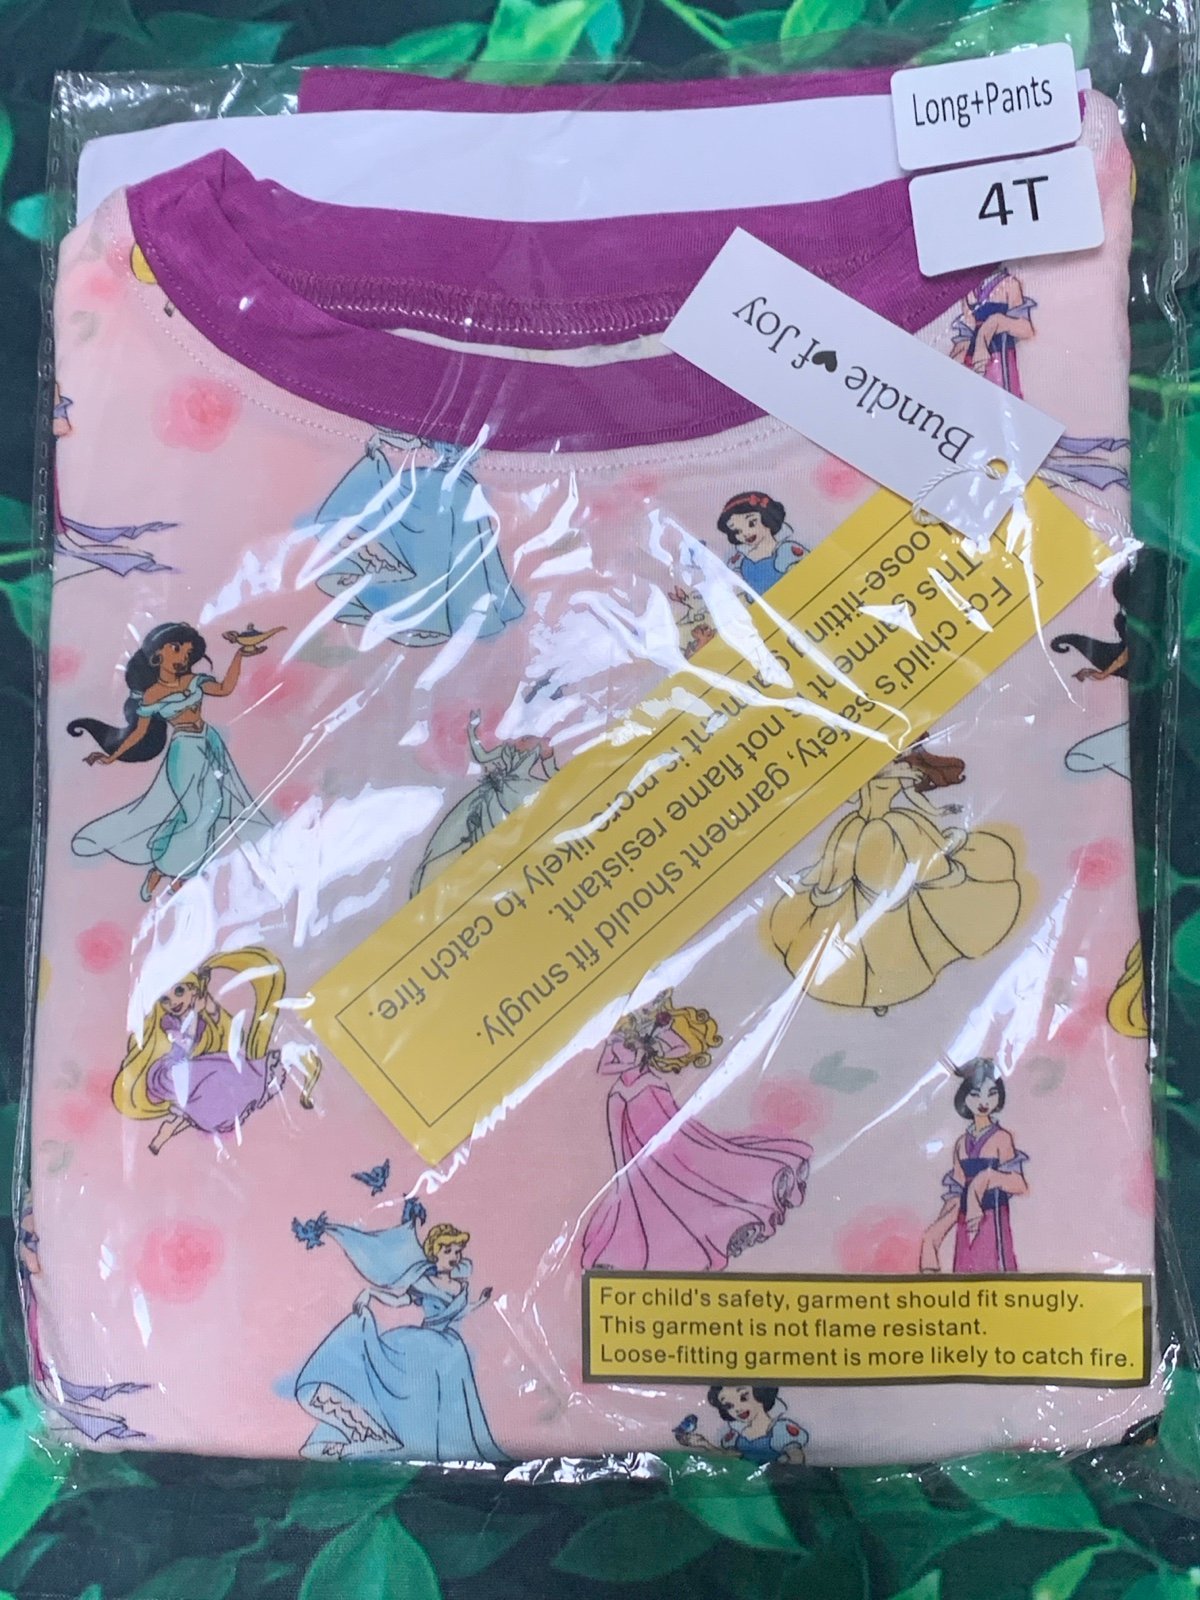 Long+Pants
4T
Bundle of Joy
For child's safety, garment should fit snugly.
This garment is not flame resistant.
oose-fitting garment is more likely to catch fire.
For child's safety, garment should fit snugly.
This garment is not flame resistant.
Loose-fitting garment is more likely to catch fire.